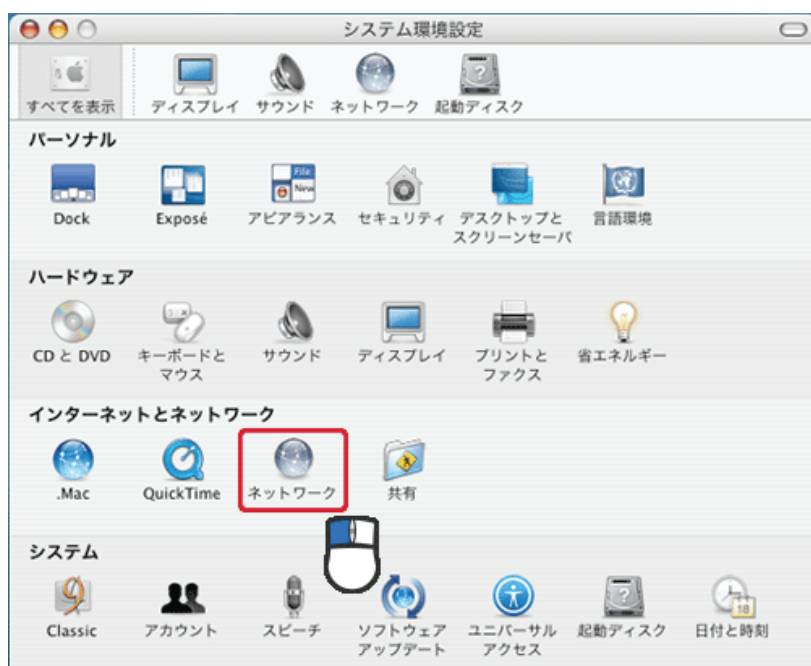 システム環境設定
すべてを表示 ディスプレイ サウンド ネットワーク 起動ディスク
パーソナル
File
New
Dock Exposé アピアランス セキュリティ デスクトップと 言語環境
スクリーンセーバ
ハードウェア
CD と DVD キーボードと サウンド ディスプレイ プリントと 省エネルギー
マウス ファクス
インターネットとネットワーク
.Mac QuickTime ネットワーク 共有
システム
18
Classic アカウント スピーチ ソフトウェア ユニバーサル 起動ディスク 日付と時刻
アップデート アクセス